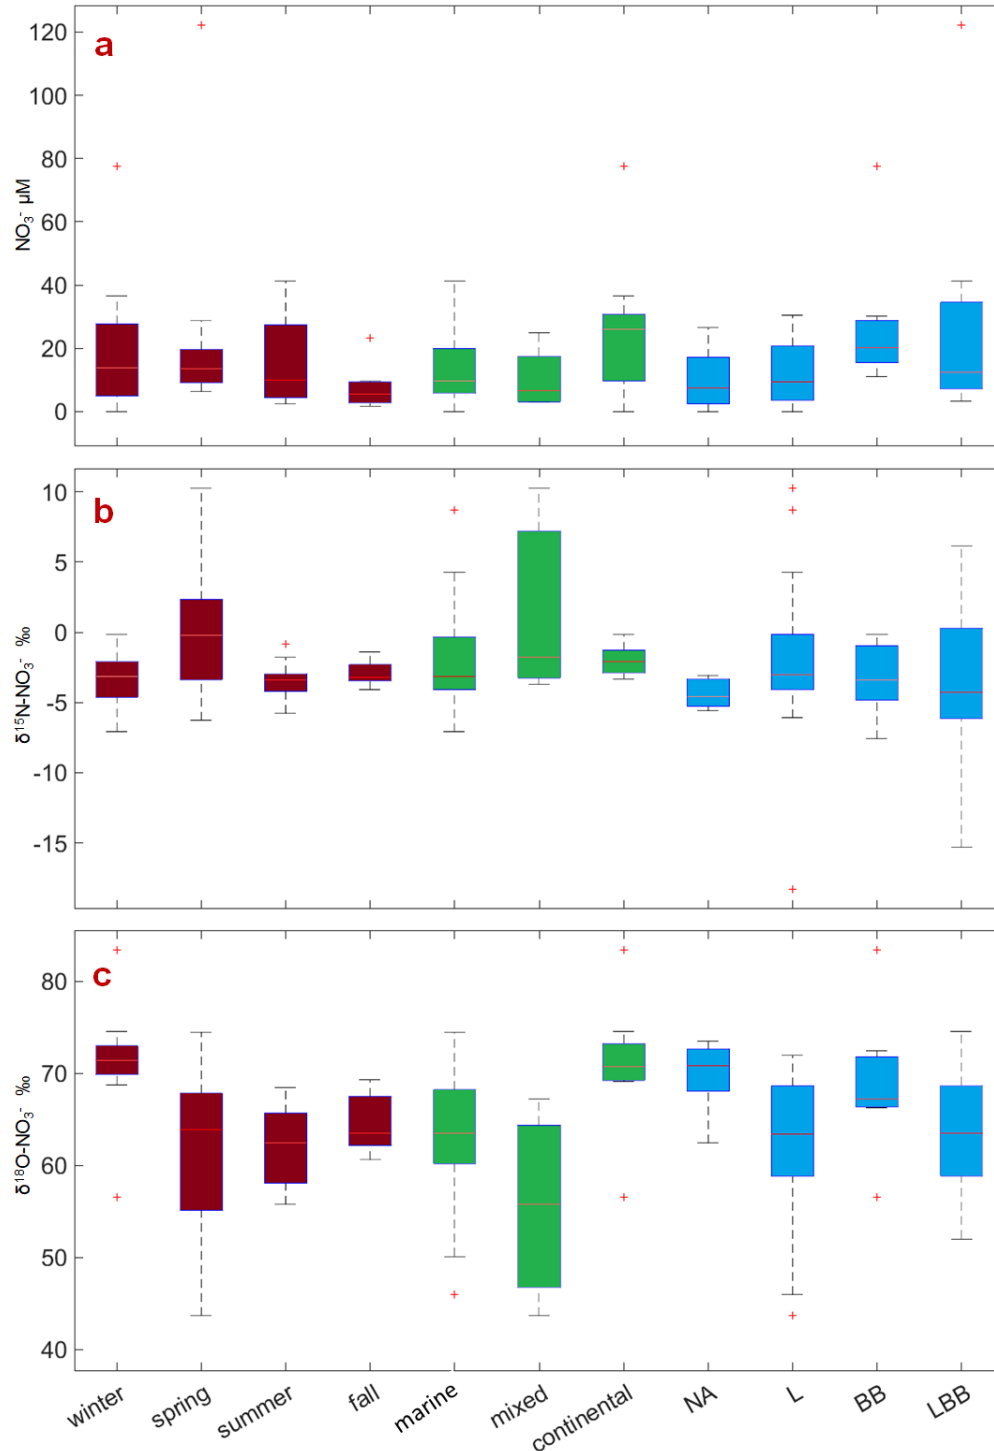 a
120
100
80
60
40
20
0
NO₃⁻ µM
b
10
5
0
-5
-10
-15
δ¹⁵N-NO₃⁻ ‰
c
80
70
60
50
40
δ¹⁸O-NO₃⁻ ‰
winter
spring
summer
fall
marine
mixed
continental
NA
L
BB
LBB